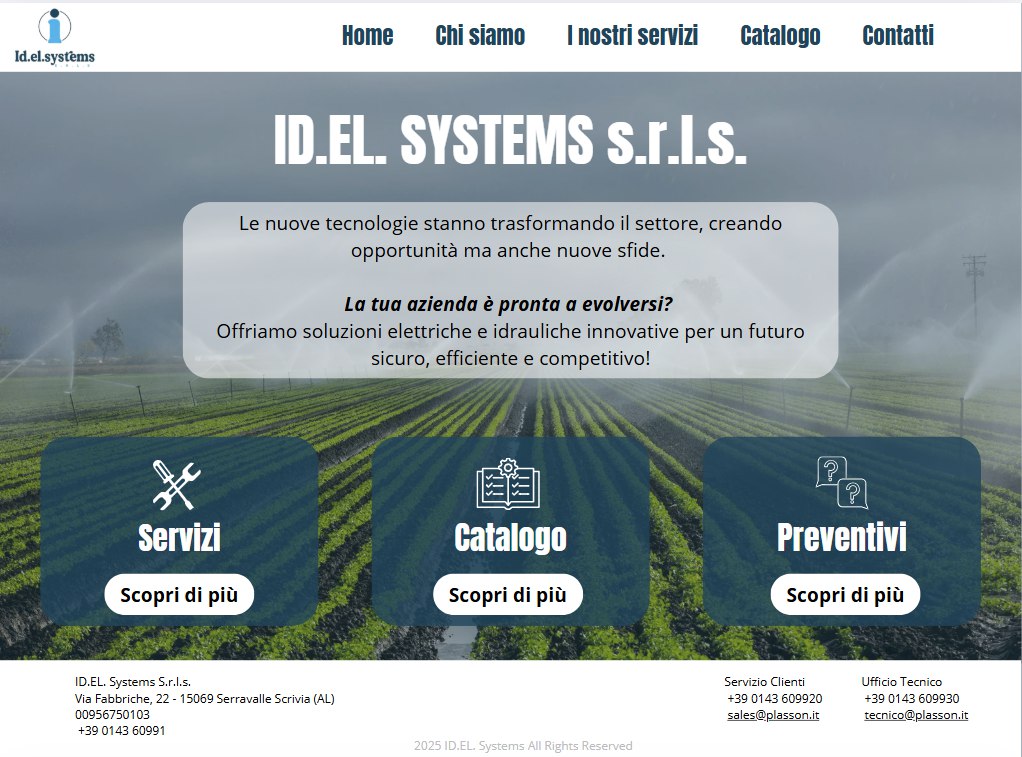 Id.el.systems
Home Chi siamo I nostri servizi Catalogo Contatti
ID.EL. SYSTEMS s.r.l.s.
Le nuove tecnologie stanno trasformando il settore, creando
opportunità ma anche nuove sfide.
La tua azienda è pronta a evolversi?
Offriamo soluzioni elettriche e idrauliche innovative per un futuro
sicuro, efficiente e competitivo!
Servizi
Scopri di più
Catalogo
Scopri di più
? ?
Preventivi
Scopri di più
ID.EL. Systems S.r.l.s.
Via Fabbriche, 22 - 15069 Serravalle Scrivia (AL)
00956750103
+39 0143 60991
Servizio Clienti
+39 0143 609920
sales@plasson.it
Ufficio Tecnico
+39 0143 609930
tecnico@plasson.it
2025 ID.EL. Systems All Rights Reserved